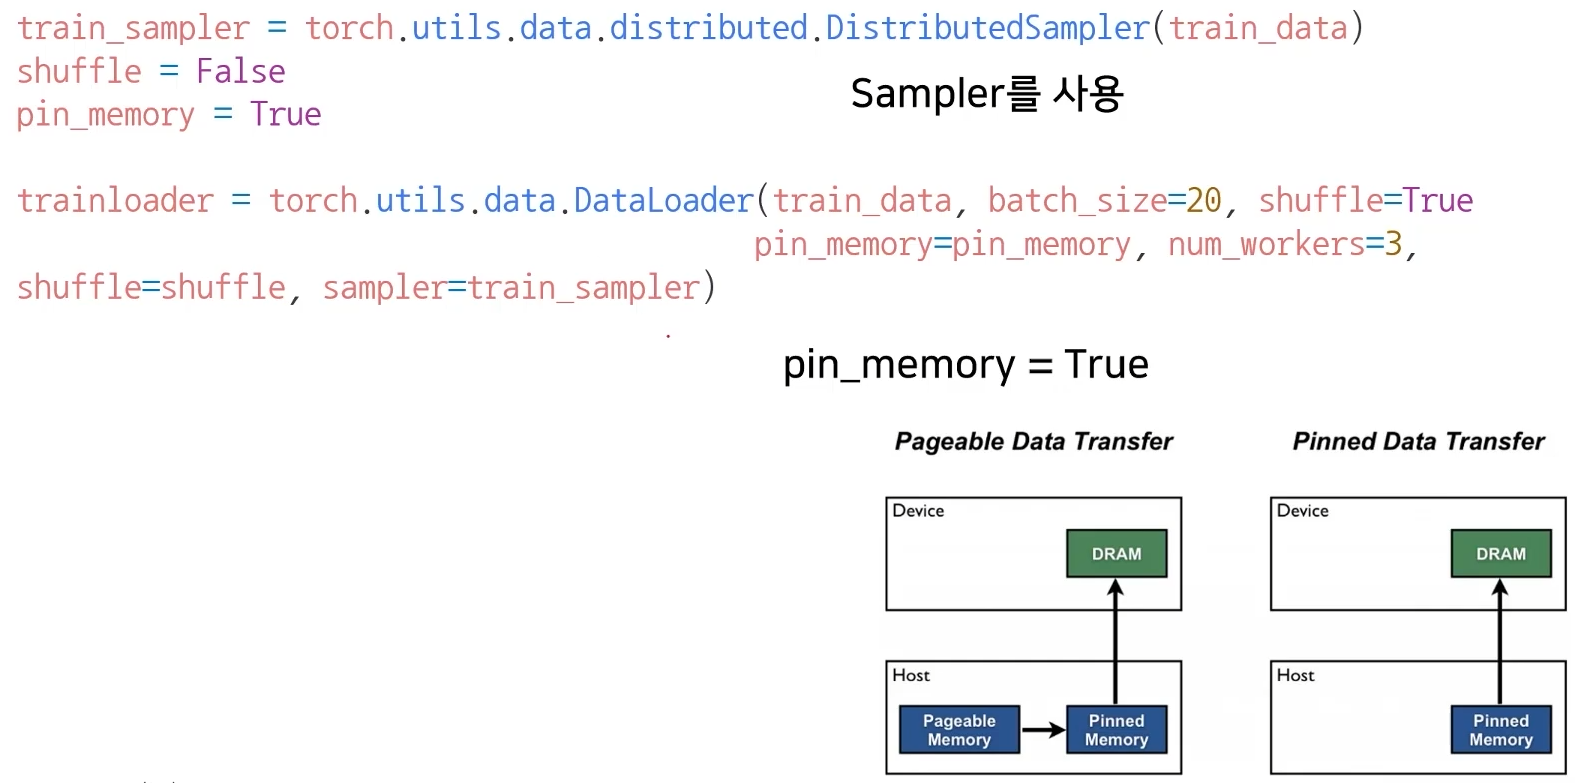 train_sampler = torch.utils.data.distributed.DistributedSampler(train_data)
shuffle = False
Sampler를 사용
pin_memory = True
trainloader = torch.utils.data.DataLoader(train_data, batch_size=20, shuffle=True
pin_memory=pin_memory, num_workers=3,
shuffle=shuffle, sampler=train_sampler)
pin_memory = True
Pageable Data Transfer
Pinned Data Transfer
Device
DRAM
Device
DRAM
Host
Pageable
Memory
Pinned
Memory
Host
Pinned
Memory